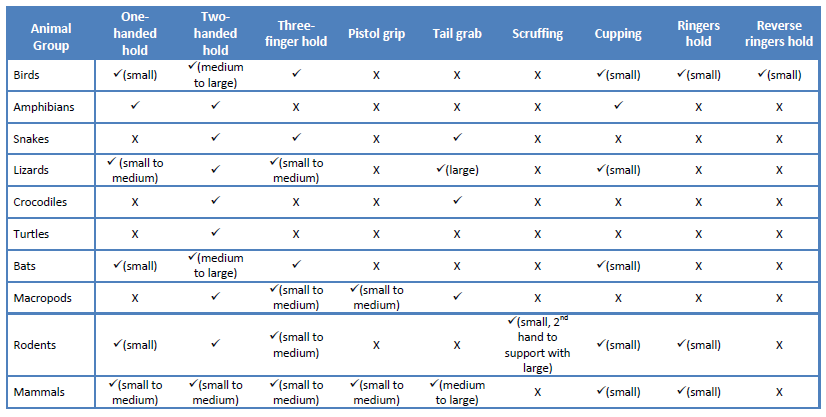 Animal Group | One-handed hold | Two-handed hold | Three-finger hold | Pistol grip | Tail grab | Scruffing | Cupping | Ringers hold | Reverse ringers hold
Birds | ✓(small) | ✓(medium to large) | ✓ | X | X | X | ✓(small) | ✓(small) | ✓(small)
Amphibians | ✓ | ✓ | X | X | X | X | ✓ | X | X
Snakes | X | ✓ | ✓ | X | ✓ | X | X | X | X
Lizards | ✓(small to medium) | ✓ | ✓(small to medium) | X | ✓(large) | X | ✓(small) | X | X
Crocodiles | X | ✓ | X | X | ✓ | X | X | X | X
Turtles | X | ✓ | X | X | X | X | X | X | X
Bats | ✓(small) | ✓(medium to large) | ✓ | X | X | X | ✓(small) | X | X
Macropods | X | ✓ | ✓(small to medium) | ✓(small to medium) | ✓ | X | X | X | X
Rodents | ✓(small) | ✓ | ✓(small to medium) | X | X | ✓(small, 2nd hand to support with large) | ✓(small) | ✓(small) | X
Mammals | ✓(small to medium) | ✓(small to medium) | ✓(small to medium) | ✓(small to medium) | ✓(medium to large) | X | ✓(small) | ✓(small) | X